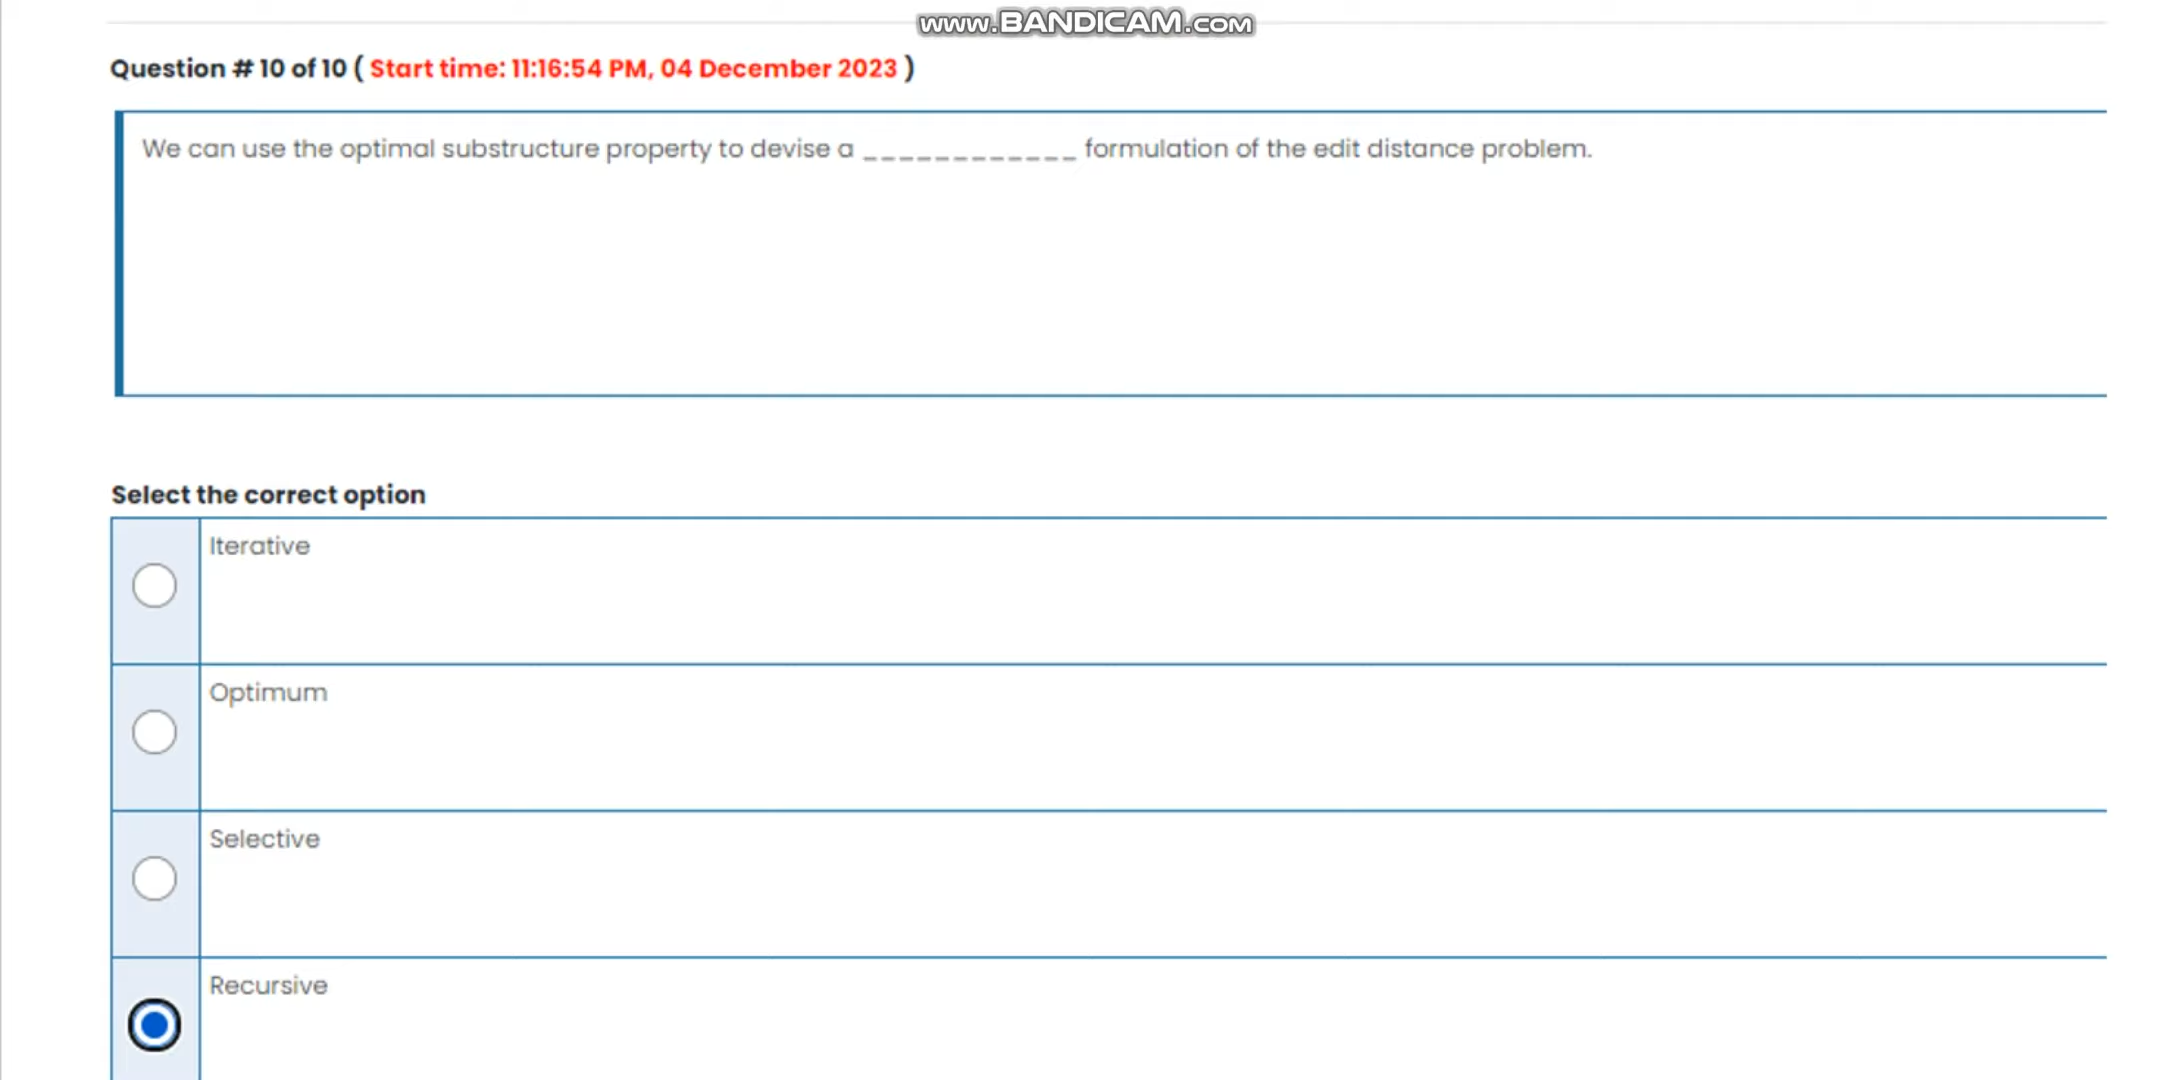 www.BANDICAM.com
Question # 10 of 10 ( Start time: 11:16:54 PM, 04 December 2023 )
We can use the optimal substructure property to devise a ____________ formulation of the edit distance problem.
Select the correct option
Iterative
Optimum
Selective
Recursive